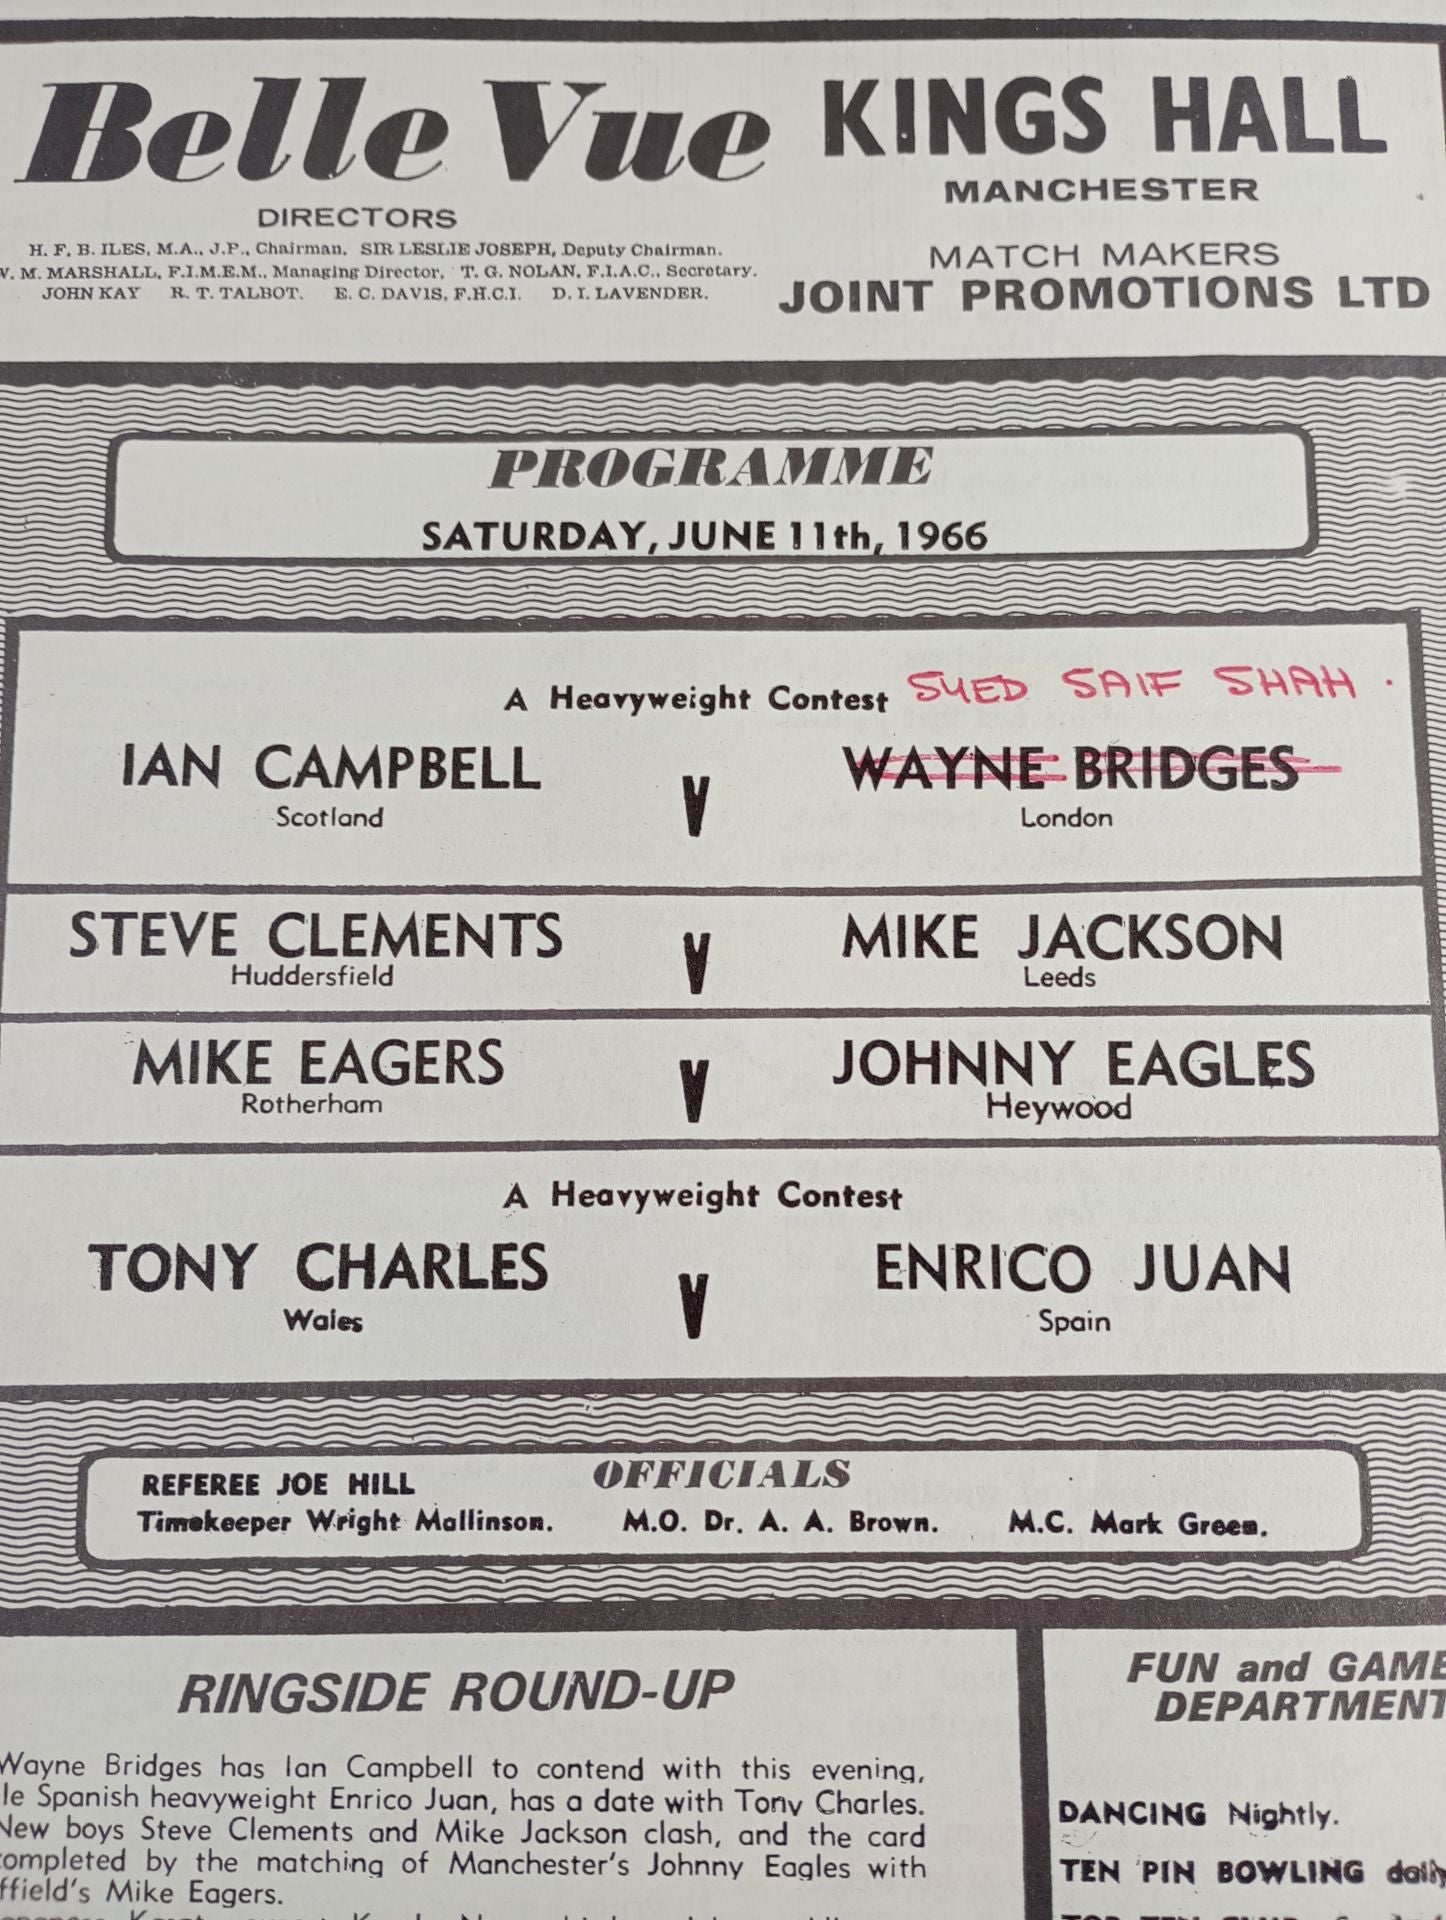 Belle Vue
DIRECTORS
H. F. B. ILES, M.A., J.P., Chairman. SIR LESLIE JOSEPH, Deputy Chairman.
M. MARSHALL, F.I.M.E.M., Managing Director, T. G. NOLAN, F.I.A.C., Secretary.
JOHN KAY R. T. TALBOT. E. C. DAVIS, F.H.C.I. D. I. LAVENDER.
KINGS HALL
MANCHESTER
MATCH MAKERS
JOINT PROMOTIONS LTD
PROGRAMME
SATURDAY, JUNE 11th, 1966
A Heavyweight Contest SYED SAIF SHAH.
IAN CAMPBELL V WAYNE BRIDGES
Scotland London
STEVE CLEMENTS V MIKE JACKSON
Huddersfield Leeds
MIKE EAGERS V JOHNNY EAGLES
Rotherham Heywood
A Heavyweight Contest
TONY CHARLES V ENRICO JUAN
Wales Spain
OFFICIALS
REFEREE JOE HILL
Timekeeper Wright Mallinson. M.O. Dr. A. A. Brown. M.C. Mark Green.
RINGSIDE ROUND-UP
Wayne Bridges has Ian Campbell to contend with this evening,
le Spanish heavyweight Enrico Juan, has a date with Tony Charles.
New boys Steve Clements and Mike Jackson clash, and the card
ompleted by the matching of Manchester's Johnny Eagles with
ffield's Mike Eagers.
FUN and GAME
DEPARTMENT
DANCING Nightly.
TEN PIN BOWLING daily